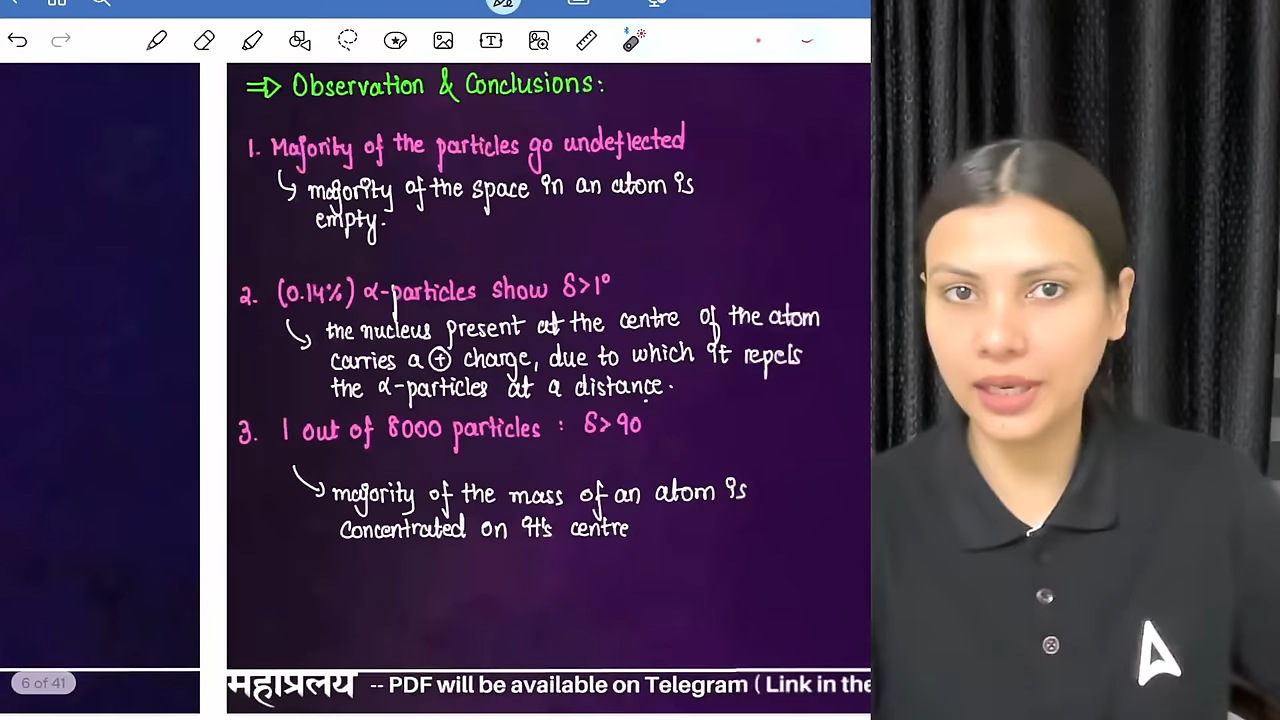 ⇒ Observation & Conclusions:
1. Majority of the particles go undeflected
↳ majority of the space in an atom is
empty.
2. (0.14%) α-particles show δ>1°
↳ the nucleus present at the centre of the atom
carries a ⊕ charge, due to which it repels
the α-particles at a distance.
3. 1 out of 8000 particles : δ>90
↳ majority of the mass of an atom is
concentrated on it's centre
6 of 41
महाप्रलय -- PDF will be available on Telegram ( Link in the